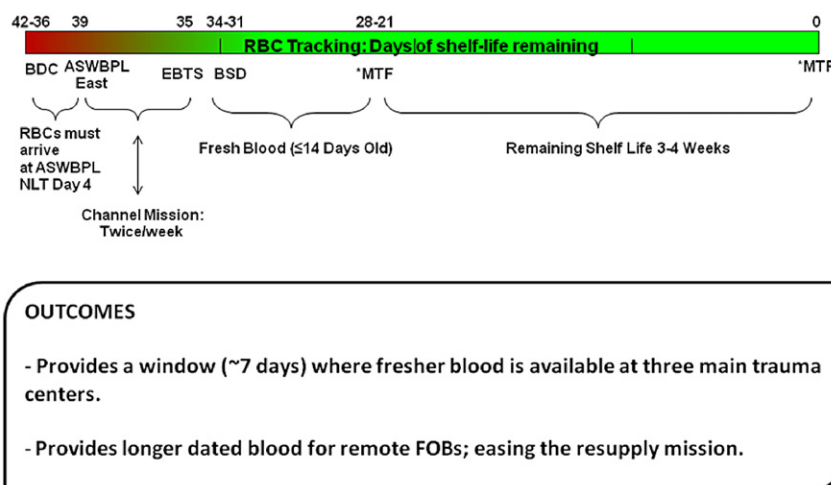 42-36 39 35 34-31 28-21 0
RBC Tracking: Days of shelf-life remaining
BDC ASWBPL East EBTS BSD *MTF *MTF
RBCs must
arrive
at ASWBPL
NLT Day 4
Fresh Blood (≤14 Days Old)
Remaining Shelf Life 3-4 Weeks
Channel Mission:
Twice/week
OUTCOMES
- Provides a window (~7 days) where fresher blood is available at three main trauma
centers.
- Provides longer dated blood for remote FOBs; easing the resupply mission.